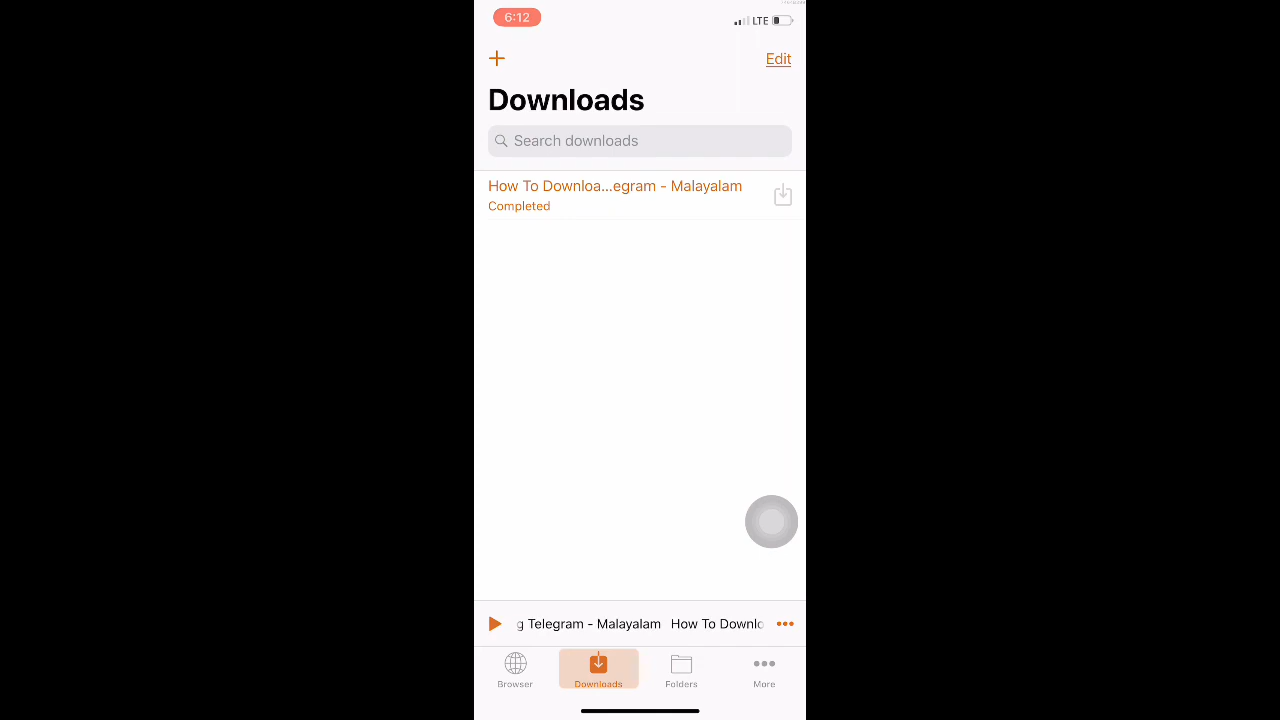 6:12
LTE
Edit
Downloads
Search downloads
How To Downloa...egram - Malayalam
Completed
g Telegram - Malayalam How To Downlo
Browser
Downloads
Folders
More